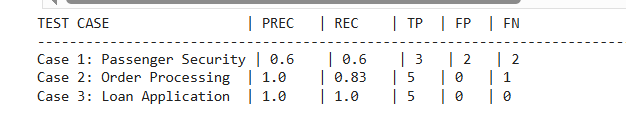 TEST CASE | PREC | REC | TP | FP | FN
--------------------------------------------------------------------------
Case 1: Passenger Security | 0.6 | 0.6 | 3 | 2 | 2
Case 2: Order Processing | 1.0 | 0.83 | 5 | 0 | 1
Case 3: Loan Application | 1.0 | 1.0 | 5 | 0 | 0